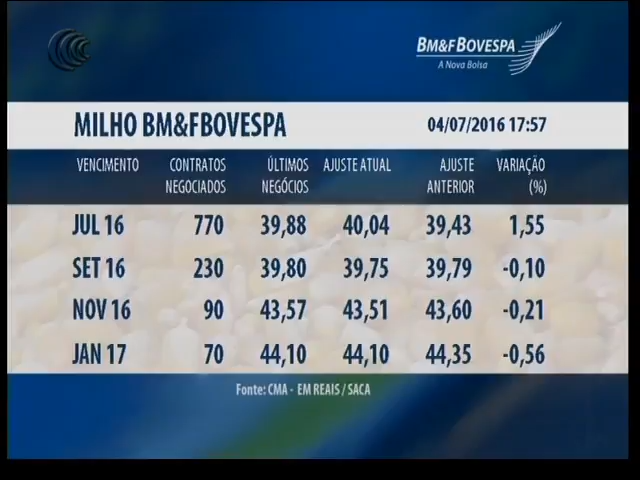 BM&FBOVESPA
A Nova Bolsa
MILHO BM&FBOVESPA 04/07/2016 17:57
VENCIMENTO CONTRATOS NEGOCIADOS ÚLTIMOS NEGÓCIOS AJUSTE ATUAL AJUSTE ANTERIOR VARIAÇÃO (%)
JUL 16 770 39,88 40,04 39,43 1,55
SET 16 230 39,80 39,75 39,79 -0,10
NOV 16 90 43,57 43,51 43,60 -0,21
JAN 17 70 44,10 44,10 44,35 -0,56
Fonte: CMA - EM REAIS / SACA